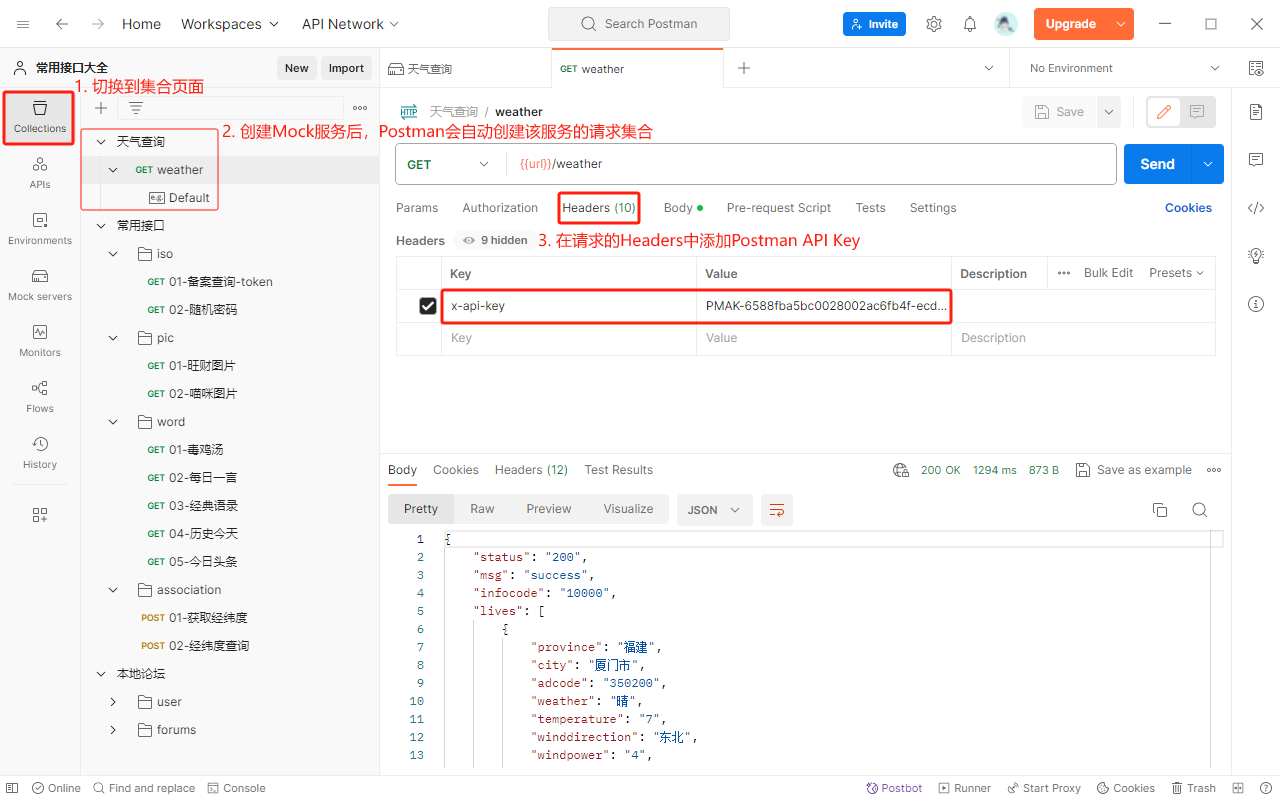 Home Workspaces API Network Search Postman Invite Upgrade
常用接口大全 New Import 天气查询 GET weather No Environment
1. 切换到集合页面
Collections
APIs
Environments
Mock servers
Monitors
Flows
History
天气查询
GET weather
e.g. Default
常用接口
iso
GET 01-备案查询-token
GET 02-随机密码
pic
GET 01-旺财图片
GET 02-喵咪图片
word
GET 01-毒鸡汤
GET 02-每日一言
GET 03-经典语录
GET 04-历史今天
GET 05-今日头条
association
POST 01-获取经纬度
POST 02-经纬度查询
本地论坛
user
forums
HTTP 天气查询 / weather Save
2. 创建Mock服务后，Postman会自动创建该服务的请求集合
GET {{url}}/weather Send
Params Authorization Headers (10) Body Pre-request Script Tests Settings Cookies
Headers 9 hidden 3. 在请求的Headers中添加Postman API Key
Key Value Description Bulk Edit Presets
x-api-key PMAK-6588fba5bc0028002ac6fb4f-ecd...
Key Value Description
Body Cookies Headers (12) Test Results 200 OK 1294 ms 873 B Save as example
Pretty Raw Preview Visualize JSON
1 {
2 "status": "200",
3 "msg": "success",
4 "infocode": "10000",
5 "lives": [
6 {
7 "province": "福建",
8 "city": "厦门市",
9 "adcode": "350200",
10 "weather": "晴",
11 "temperature": "7",
12 "winddirection": "东北",
13 "windpower": "4",
Online Find and replace Console Postbot Runner Start Proxy Cookies Trash